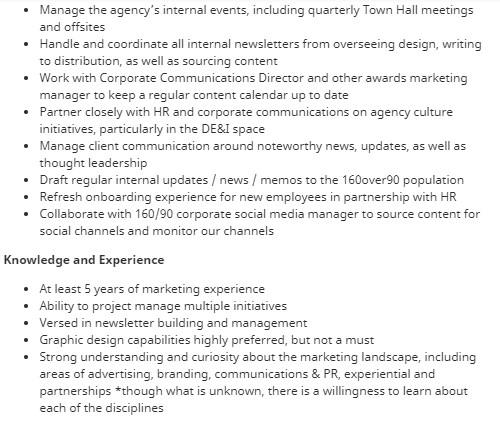 • Manage the agency's internal events, including quarterly Town Hall meetings
and offsites
• Handle and coordinate all internal newsletters from overseeing design, writing
to distribution, as well as sourcing content
• Work with Corporate Communications Director and other awards marketing
manager to keep a regular content calendar up to date
• Partner closely with HR and corporate communications on agency culture
initiatives, particularly in the DE&I space
• Manage client communication around noteworthy news, updates, as well as
thought leadership
• Draft regular internal updates / news / memos to the 160over90 population
• Refresh onboarding experience for new employees in partnership with HR
• Collaborate with 160/90 corporate social media manager to source content for
social channels and monitor our channels
Knowledge and Experience
• At least 5 years of marketing experience
• Ability to project manage multiple initiatives
• Versed in newsletter building and management
• Graphic design capabilities highly preferred, but not a must
• Strong understanding and curiosity about the marketing landscape, including
areas of advertising, branding, communications & PR, experiential and
partnerships *though what is unknown, there is a willingness to learn about
each of the disciplines